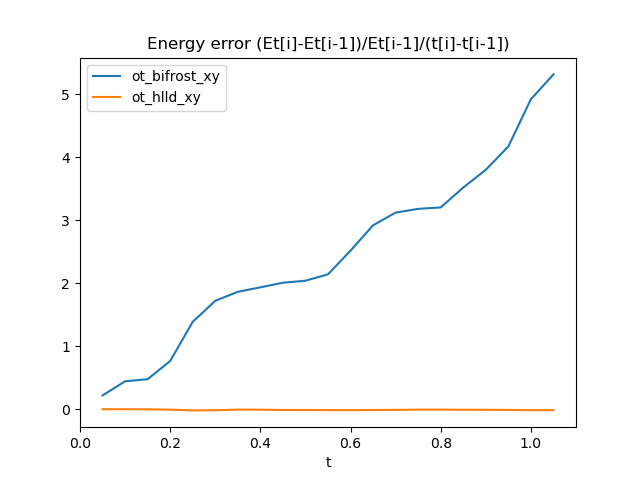 Energy error (Et[i]-Et[i-1])/Et[i-1]/(t[i]-t[i-1])
ot_bifrost_xy
ot_hlld_xy
5
4
3
2
1
0
0.0 0.2 0.4 0.6 0.8 1.0
t